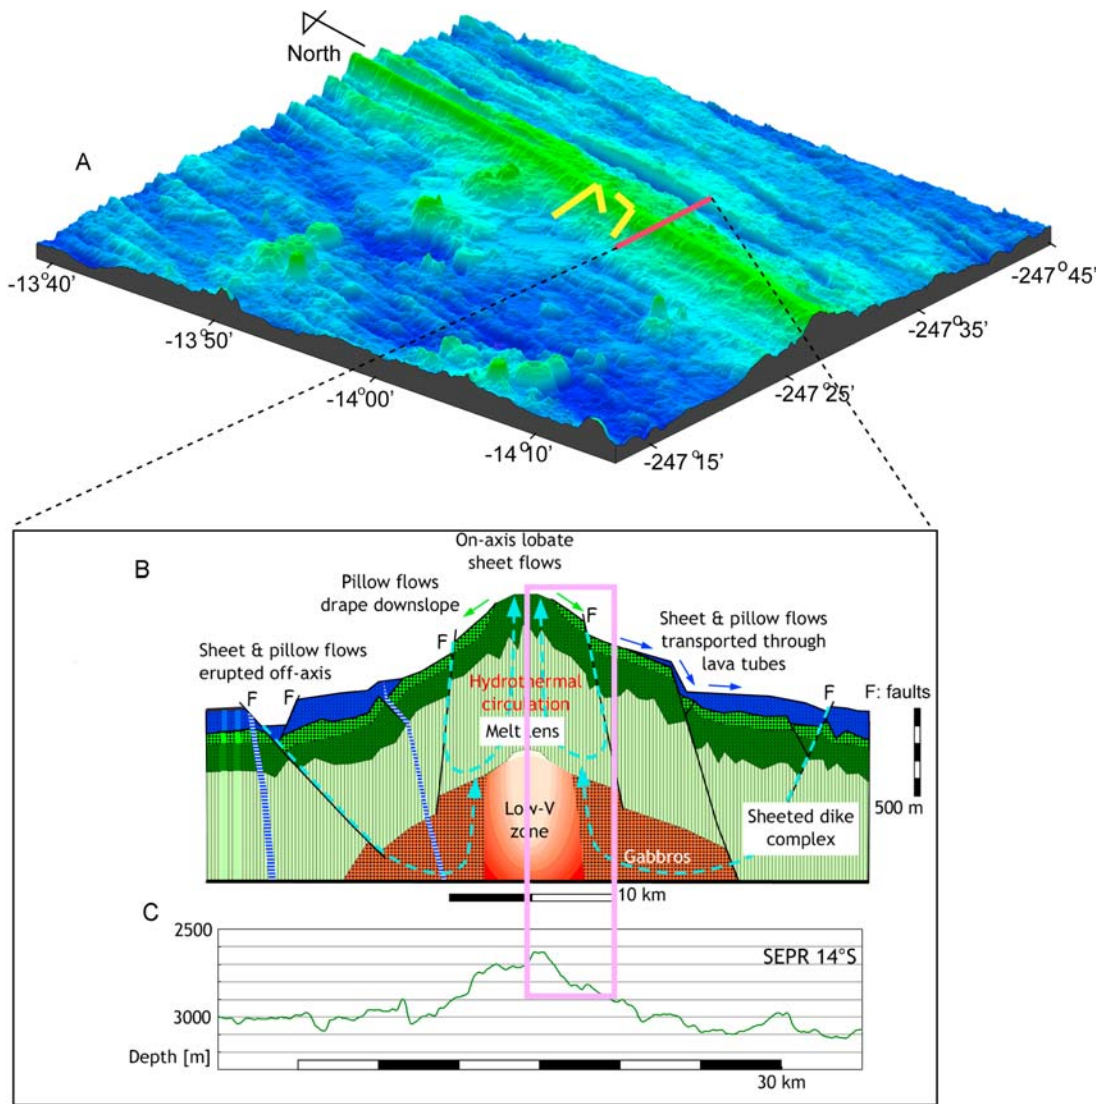 North
A
-13°40'
-13°50'
-14°00'
-14°10'
-247°15'
-247°25'
-247°35'
-247°45'
B
On-axis lobate
sheet flows
Pillow flows
drape downslope
Sheet & pillow flows
erupted off-axis
Sheet & pillow flows
transported through
lava tubes
F
F
F
F
F
F: faults
Hydrothermal
circulation
Melt Lens
Low-V
zone
Gabbros
Sheeted dike
complex
500 m
10 km
C
2500
SEPR 14°S
3000
Depth [m]
30 km